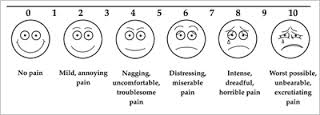 0 1 2 3 4 5 6 7 8 9 10
No pain
Mild, annoying
pain
Nagging,
uncomfortable,
troublesome
pain
Distressing,
miserable
pain
Intense,
dreadful,
horrible pain
Worst possible,
unbearable,
excrutiating
pain